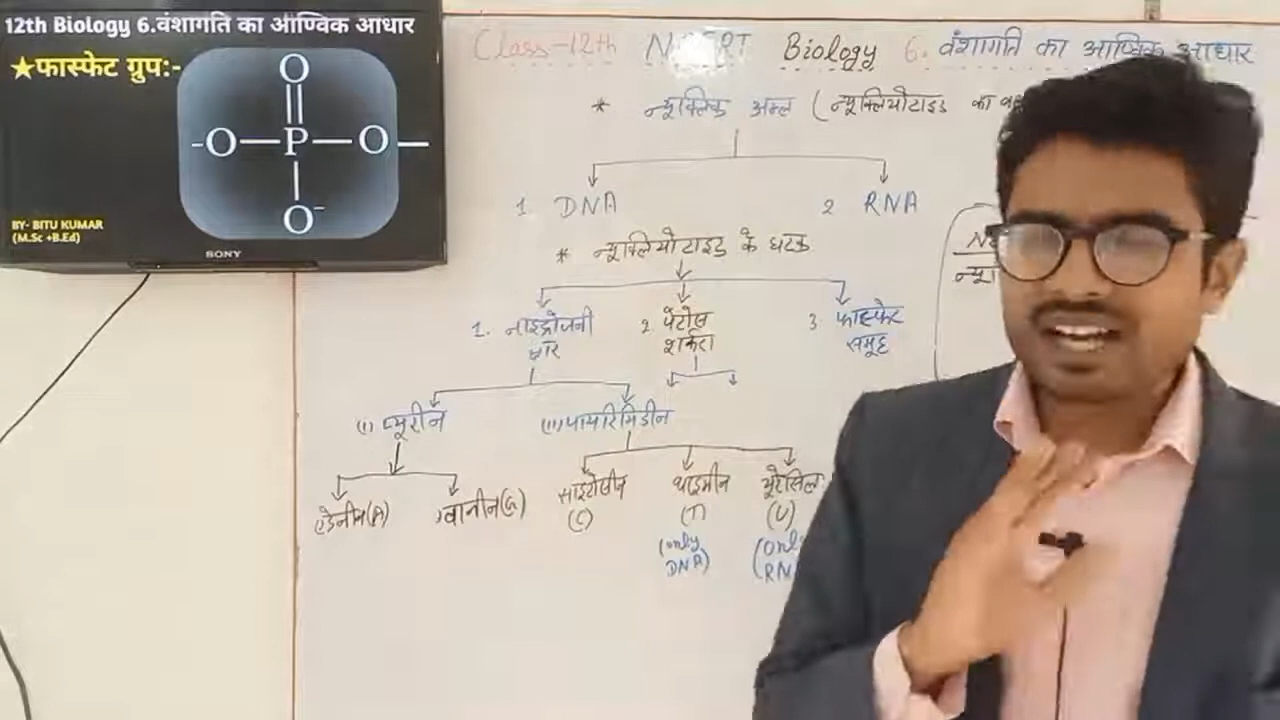 12th Biology 6.वंशागति का आण्विक आधार
★फास्फेट ग्रुप:-
O
-O—P—O—
O⁻
BY- BITU KUMAR
(M.Sc +B.Ed)
SONY
Class-12th NCERT Biology 6. वंशागति का आण्विक आधार
* न्यूक्लिक अम्ल (न्यूक्लियोटाइड का
1 DNA 2 RNA
* न्यूक्लियोटाइड के घटक
1. नाइट्रोजनी क्षार
2. पेंटोस शर्करा
3. फास्फेट समूह
(i) प्यूरीन (ii) पायरिमिडीन
एडेनीन(A) ग्वानीन(G)
साइटोसीन (C)
थाइमीन (T) (only DNA)
यूरेसिल (U)